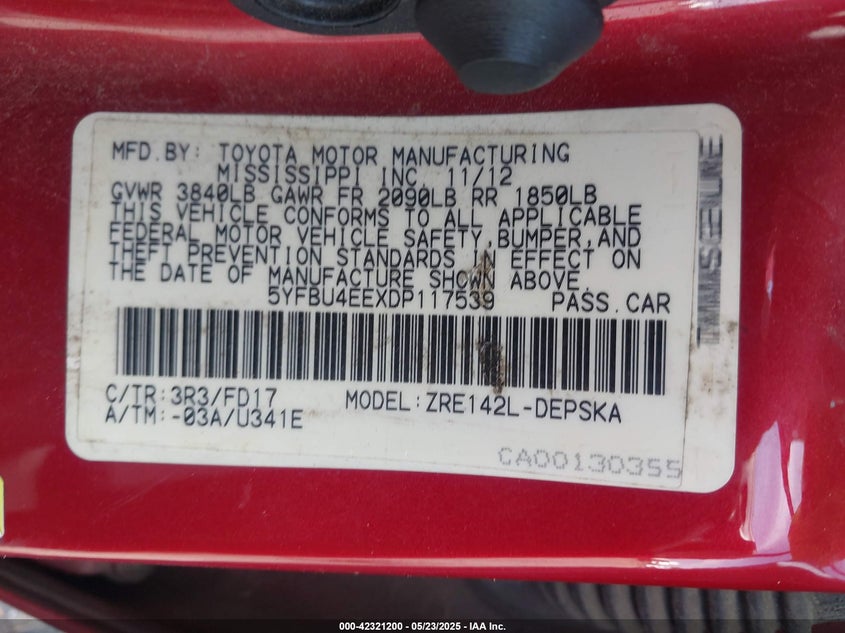 MFD.BY: TOYOTA MOTOR MANUFACTURING
MISSISSIPPI INC. 11/12
GVWR 3840LB GAWR FR 2090LB RR 1850LB
THIS VEHICLE CONFORMS TO ALL APPLICABLE
FEDERAL MOTOR VEHICLE SAFETY,BUMPER,AND
THEFT PREVENTION STANDARDS IN EFFECT ON
THE DATE OF MANUFACTURE SHOWN ABOVE.
5YFBU4EEXDP117539 PASS.CAR
C/TR:3R3/FD17 MODEL:ZRE142L-DEPSKA
A/TM:-03A/U341E
CA00130355
000-42321200 - 05/23/2025 - IAA Inc.